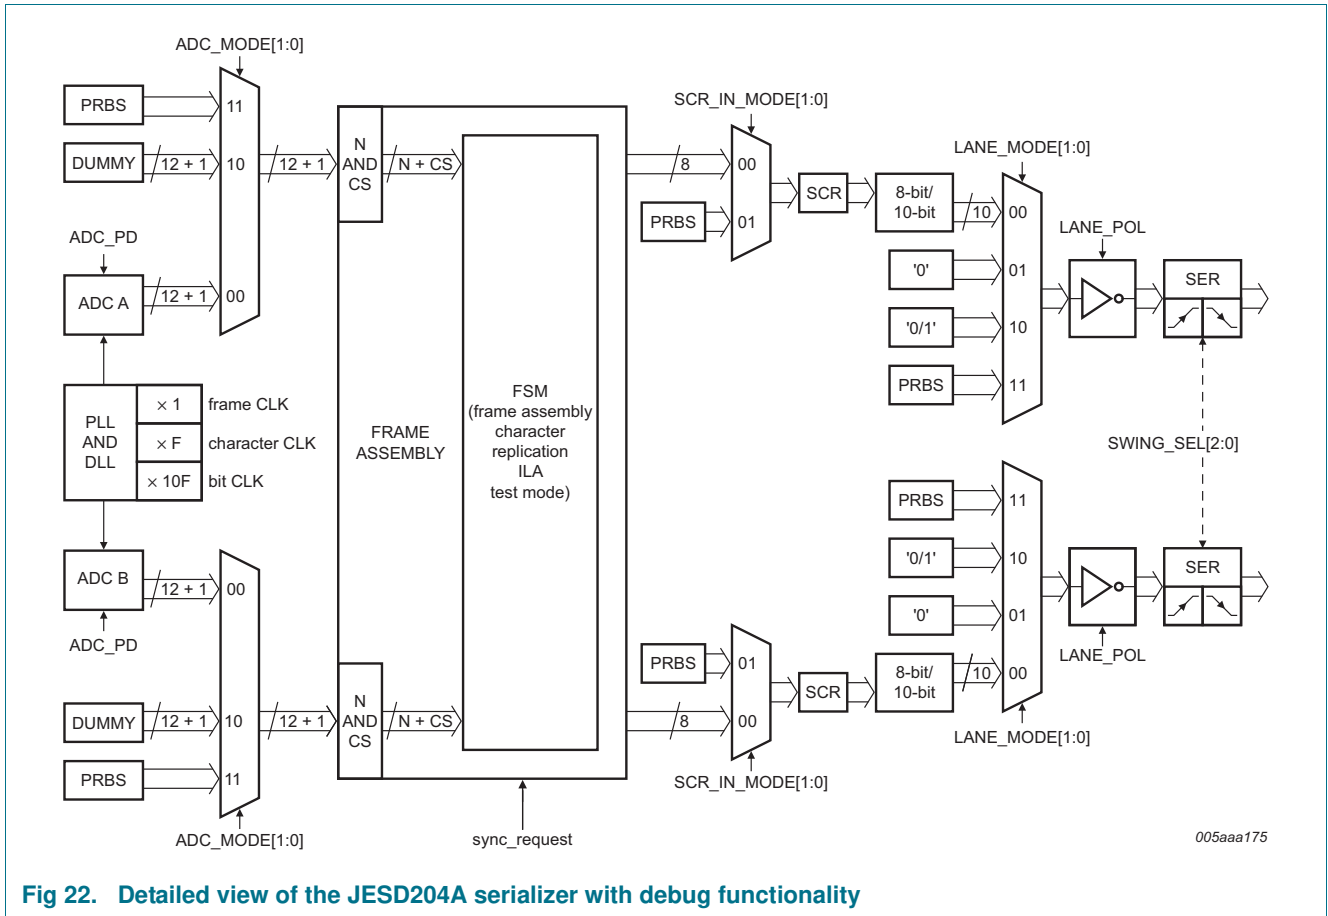 ADC_MODE[1:0]
PRBS
11
DUMMY
12 + 1
10
12 + 1
N
AND
CS
N + CS
ADC_PD
ADC A
12 + 1
00
PLL
AND
DLL
× 1
frame CLK
× F
character CLK
× 10F
bit CLK
ADC B
12 + 1
00
ADC_PD
DUMMY
12 + 1
10
12 + 1
N
AND
CS
N + CS
PRBS
11
ADC_MODE[1:0]
FRAME
ASSEMBLY
FSM
(frame assembly
character
replication
ILA
test mode)
sync_request
SCR_IN_MODE[1:0]
8
00
PRBS
01
SCR
8-bit/
10-bit
10
00
LANE_MODE[1:0]
'0'
01
'0/1'
10
PRBS
11
LANE_POL
SER
SWING_SEL[2:0]
PRBS
11
'0/1'
10
'0'
01
8-bit/
10-bit
10
00
LANE_MODE[1:0]
LANE_POL
SER
PRBS
01
8
00
SCR
SCR_IN_MODE[1:0]
005aaa175
Fig 22. Detailed view of the JESD204A serializer with debug functionality